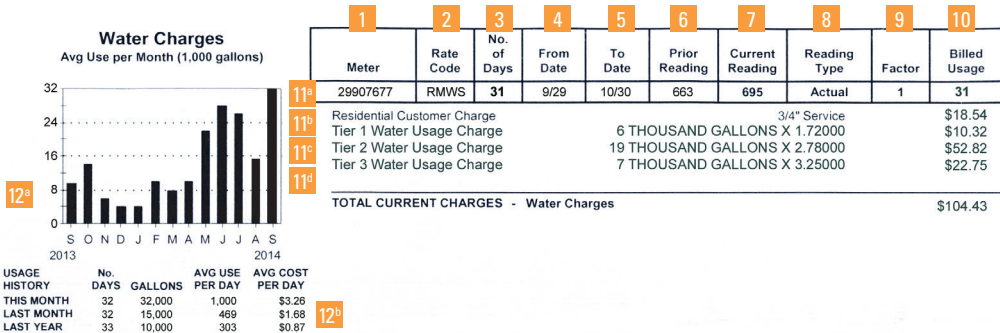 Water Charges
Avg Use per Month (1,000 gallons)
32
24
16
8
0
S O N D J F M A M J J A S
2013 2014
12a
USAGE HISTORY No. DAYS GALLONS AVG USE PER DAY AVG COST PER DAY
THIS MONTH 32 32,000 1,000 $3.26
LAST MONTH 32 15,000 469 $1.68
LAST YEAR 33 10,000 303 $0.87
12b
1 2 3 4 5 6 7 8 9 10
Meter Rate Code No. of Days From Date To Date Prior Reading Current Reading Reading Type Factor Billed Usage
29907677 RMWS 31 9/29 10/30 663 695 Actual 1 31
11a
Residential Customer Charge 3/4" Service $18.54
11b
Tier 1 Water Usage Charge 6 THOUSAND GALLONS X 1.72000 $10.32
11c
Tier 2 Water Usage Charge 19 THOUSAND GALLONS X 2.78000 $52.82
11d
Tier 3 Water Usage Charge 7 THOUSAND GALLONS X 3.25000 $22.75
TOTAL CURRENT CHARGES - Water Charges $104.43